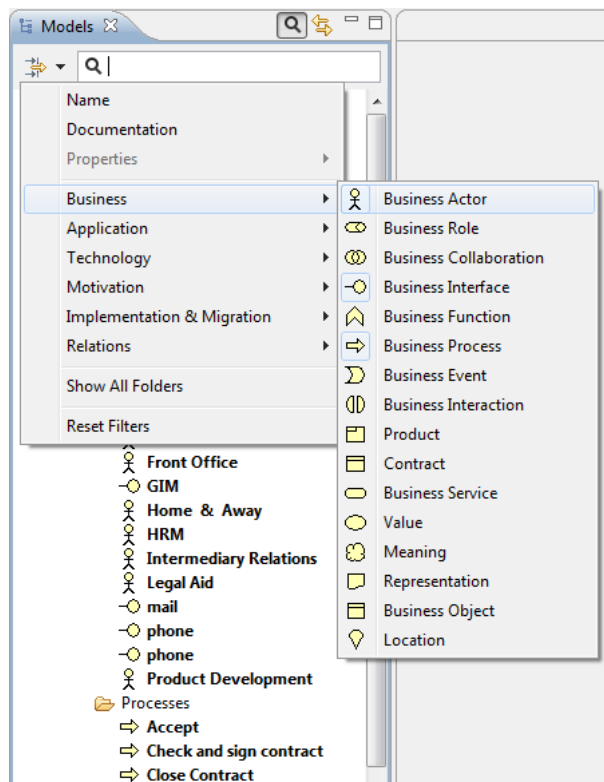 Models
Name
Documentation
Properties
Business
Application
Technology
Motivation
Implementation & Migration
Relations
Show All Folders
Reset Filters
Business Actor
Business Role
Business Collaboration
Business Interface
Business Function
Business Process
Business Event
Business Interaction
Product
Contract
Business Service
Value
Meaning
Representation
Business Object
Location
Front Office
GIM
Home & Away
HRM
Intermediary Relations
Legal Aid
mail
phone
phone
Product Development
Processes
Accept
Check and sign contract
Close Contract